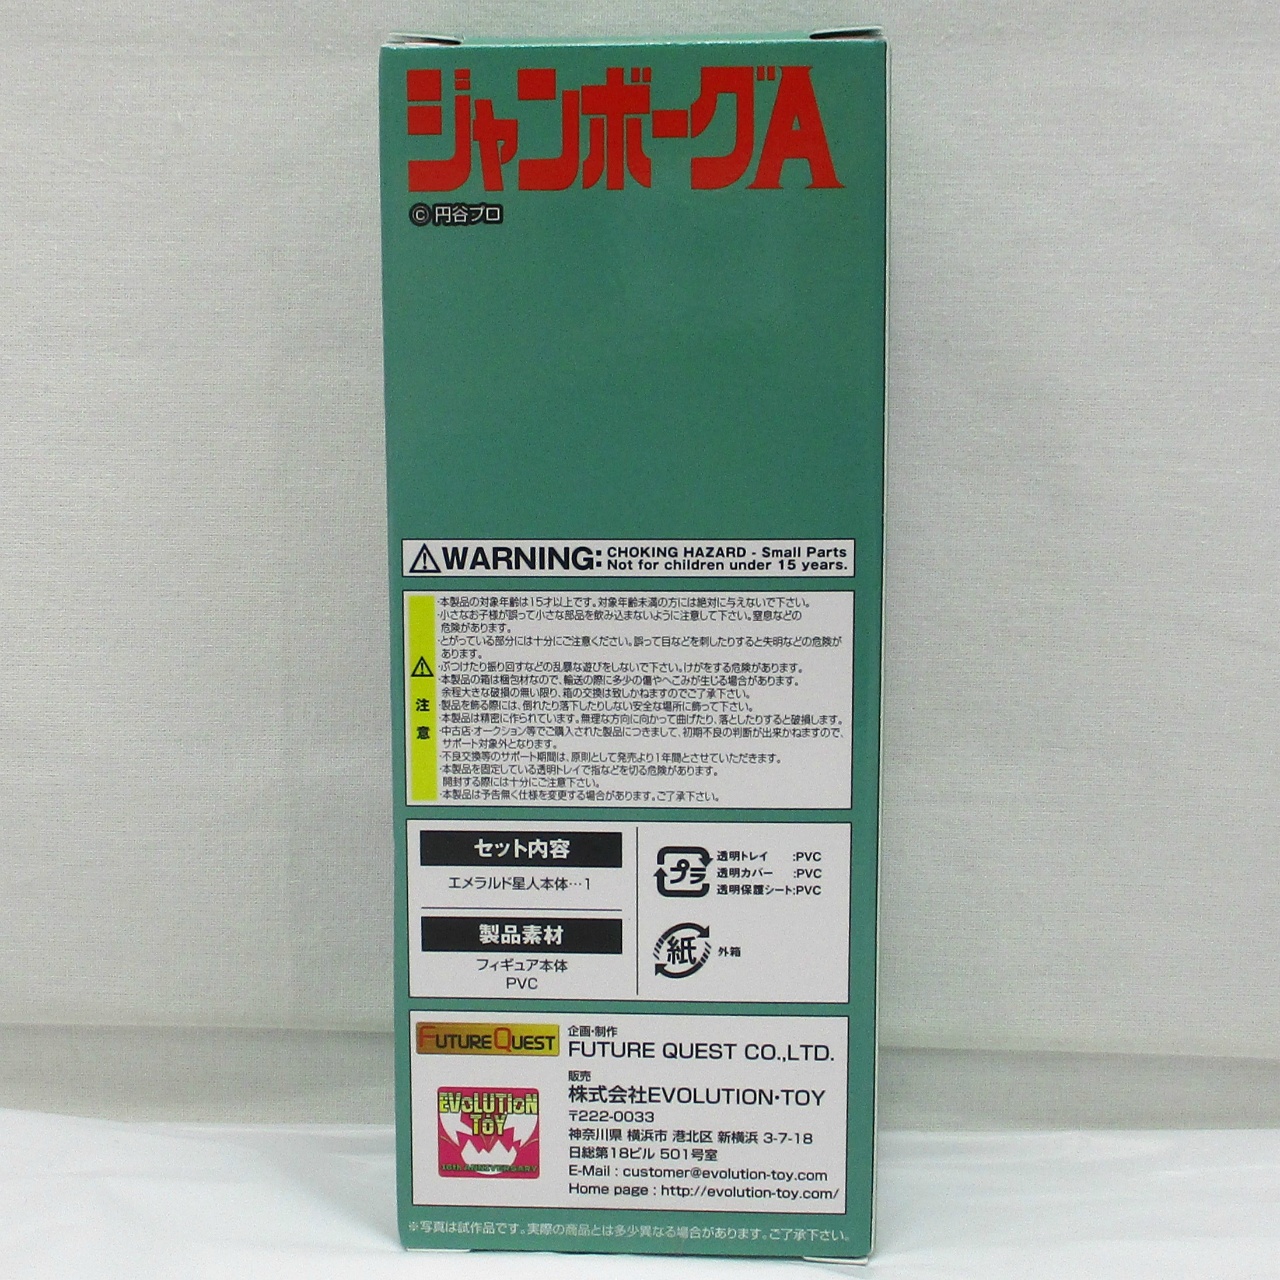 ジャンボーグA
© 円谷プロ
⚠WARNING: CHOKING HAZARD - Small Parts
Not for children under 15 years.
注意
・本製品の対象年齢は15才以上です。対象年齢未満の方には絶対に与えないで下さい。
・小さなお子様が誤って小さな部品を飲み込まないように注意して下さい。窒息などの
危険があります。
・とがっている部分には十分にご注意ください。誤って目などを刺したりすると失明などの危険が
あります。
・ぶつけたり振り回すなどの乱暴な遊びをしないで下さい。けがをする危険があります。
・本製品の箱は梱包材なので、輸送の際に多少の傷やへこみが生じる場合があります。
余程大きな破損の無い限り、箱の交換は致しかねますのでご了承下さい。
・製品を飾る際には、倒れたり落下したりしない安全な場所に飾って下さい。
・本製品は精密に作られています。無理な方向に向かって曲げたり、落としたりすると破損します。
・中古店・オークション等でご購入された製品につきまして、初期不良の判断が出来かねますので、
サポート対象外となります。
・不良交換等のサポート期間は、原則として発売より1年間とさせていただきます。
・本製品を固定している透明トレイで指などを切る危険があります。
開封する際には十分にご注意下さい。
・本製品は予告無く仕様を変更する場合があります。ご了承下さい。
セット内容
エメラルド星人本体…1
製品素材
フィギュア本体
PVC
プラ
透明トレイ :PVC
透明カバー :PVC
透明保護シート:PVC
紙
外箱
FUTURE QUEST
企画・制作
FUTURE QUEST CO.,LTD.
EVOLUTION
TOY
10TH ANNIVERSARY
販売
株式会社EVOLUTION・TOY
〒222-0033
神奈川県 横浜市 港北区 新横浜 3-7-18
日総第18ビル 501号室
E-Mail : customer@evolution-toy.com
Home page : http://evolution-toy.com/
※写真は試作品です。実際の商品とは多少異なる場合があります。ご了承下さい。